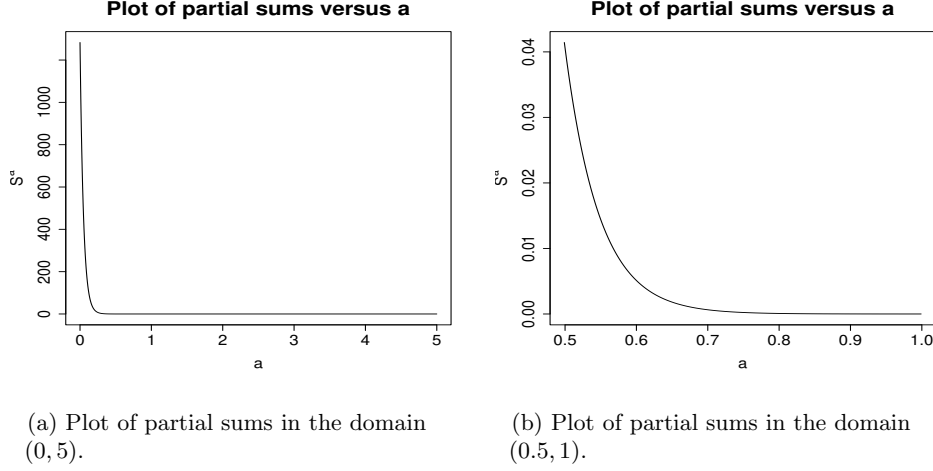 Plot of partial sums versus a
Sᵃ
0 200 400 600 800 1000
0 1 2 3 4 5
a
(a) Plot of partial sums in the domain
(0, 5).
Plot of partial sums versus a
Sᵃ
0.00 0.01 0.02 0.03 0.04
0.5 0.6 0.7 0.8 0.9 1.0
a
(b) Plot of partial sums in the domain
(0.5, 1).